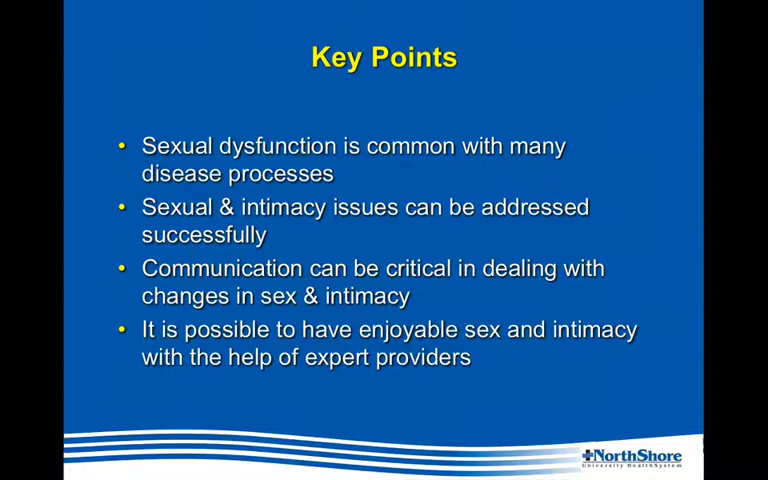 Key Points
• Sexual dysfunction is common with many
disease processes
• Sexual & intimacy issues can be addressed
successfully
• Communication can be critical in dealing with
changes in sex & intimacy
• It is possible to have enjoyable sex and intimacy
with the help of expert providers
NorthShore
University HealthSystem